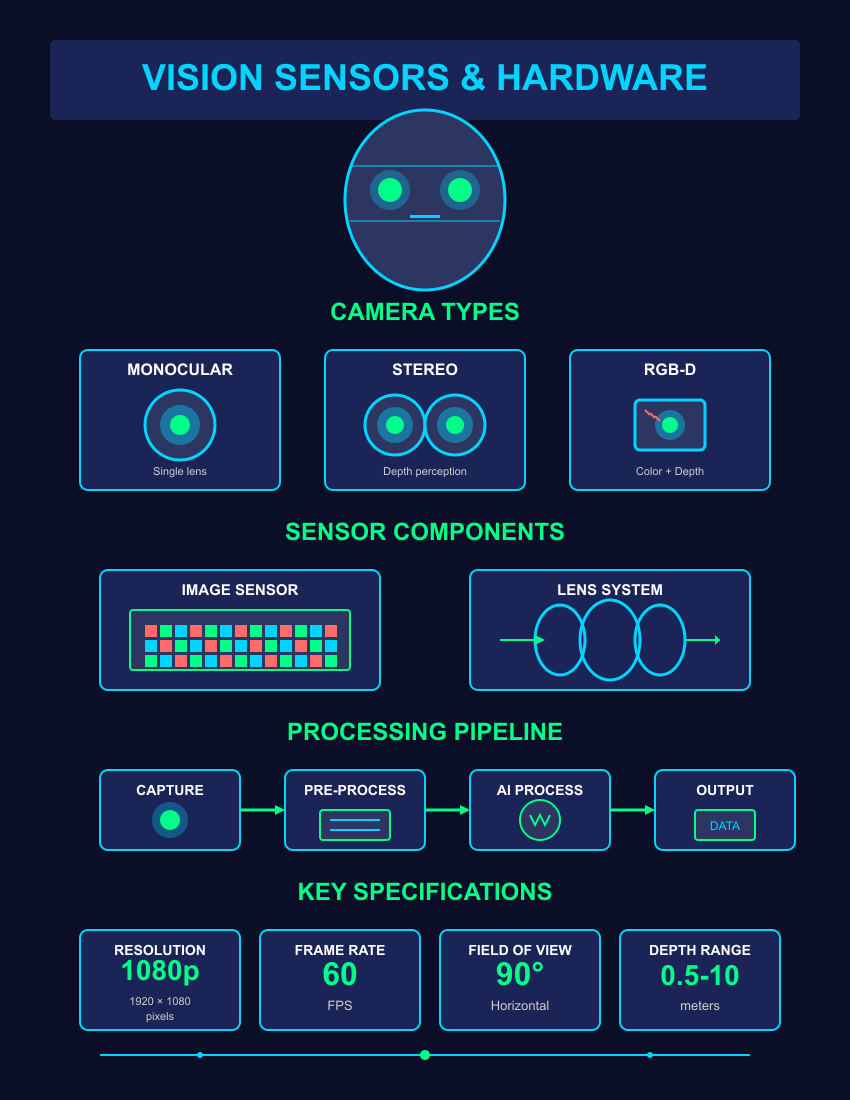 VISION SENSORS & HARDWARE
CAMERA TYPES
MONOCULAR
Single lens
STEREO
Depth perception
RGB-D
Color + Depth
SENSOR COMPONENTS
IMAGE SENSOR
LENS SYSTEM
PROCESSING PIPELINE
CAPTURE
PRE-PROCESS
AI PROCESS
OUTPUT
DATA
KEY SPECIFICATIONS
RESOLUTION
1080p
1920 × 1080
pixels
FRAME RATE
60
FPS
FIELD OF VIEW
90°
Horizontal
DEPTH RANGE
0.5-10
meters